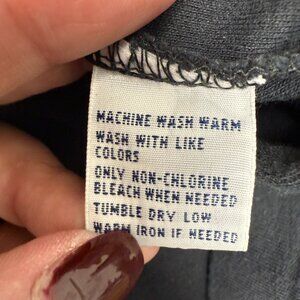 MACHINE WASH WARM
WASH WITH LIKE
COLORS
ONLY NON-CHLORINE
BLEACH WHEN NEEDED
TUMBLE DRY LOW
WARM IRON IF NEEDED